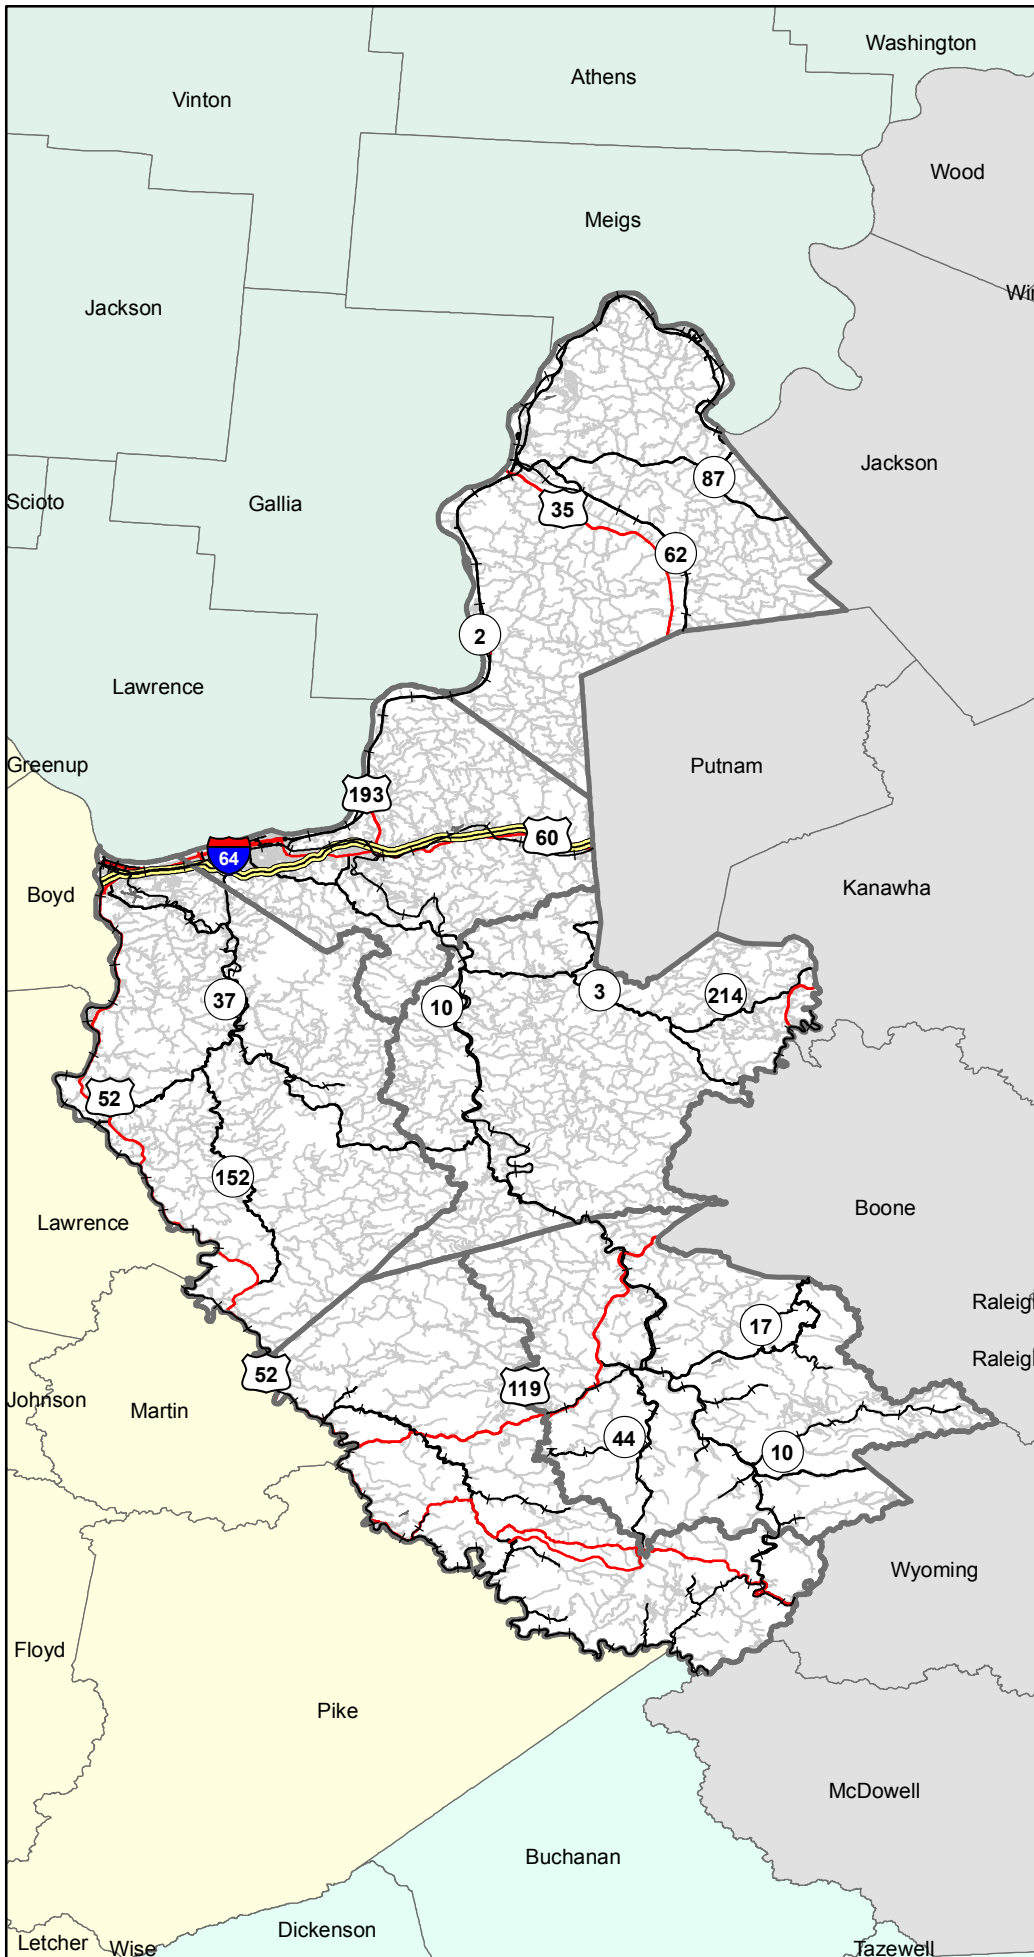 Washington
Athens
Vinton
Wood
Meigs
Wir
Jackson
Jackson
87
Scioto
Gallia
35
62
2
Lawrence
Greenup
Putnam
193
60
64
Boyd
Kanawha
37
10
3
214
52
152
Lawrence
Boone
Raleigh
17
Raleigh
52
119
Johnson
Martin
44
10
Wyoming
Floyd
Pike
McDowell
Buchanan
Dickenson
Letcher
Wise
Tazewell